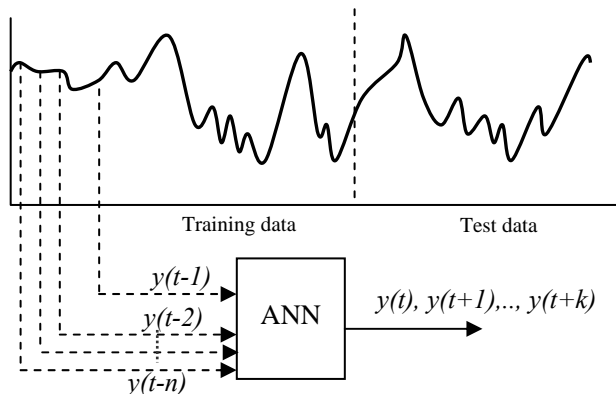 Training data
Test data
y(t-1)
y(t-2)
y(t-n)
ANN
y(t), y(t+1),.., y(t+k)